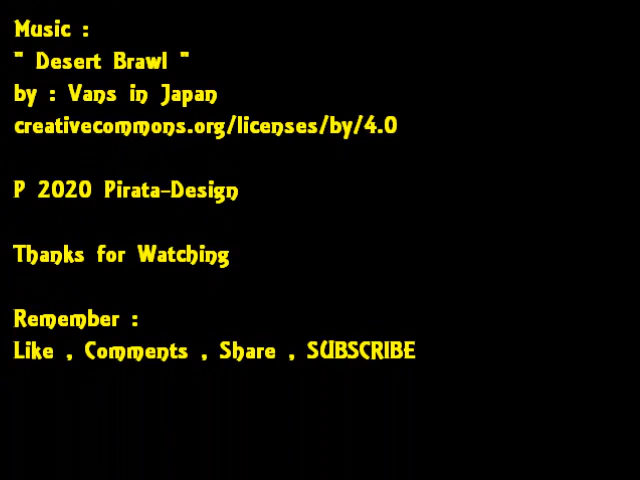 Music :
" Desert Brawl "
by : Vans in Japan
creativecommons.org/licenses/by/4.0
P 2020 Pirata-Design
Thanks for Watching
Remember :
Like , Comments , Share , SUBSCRIBE